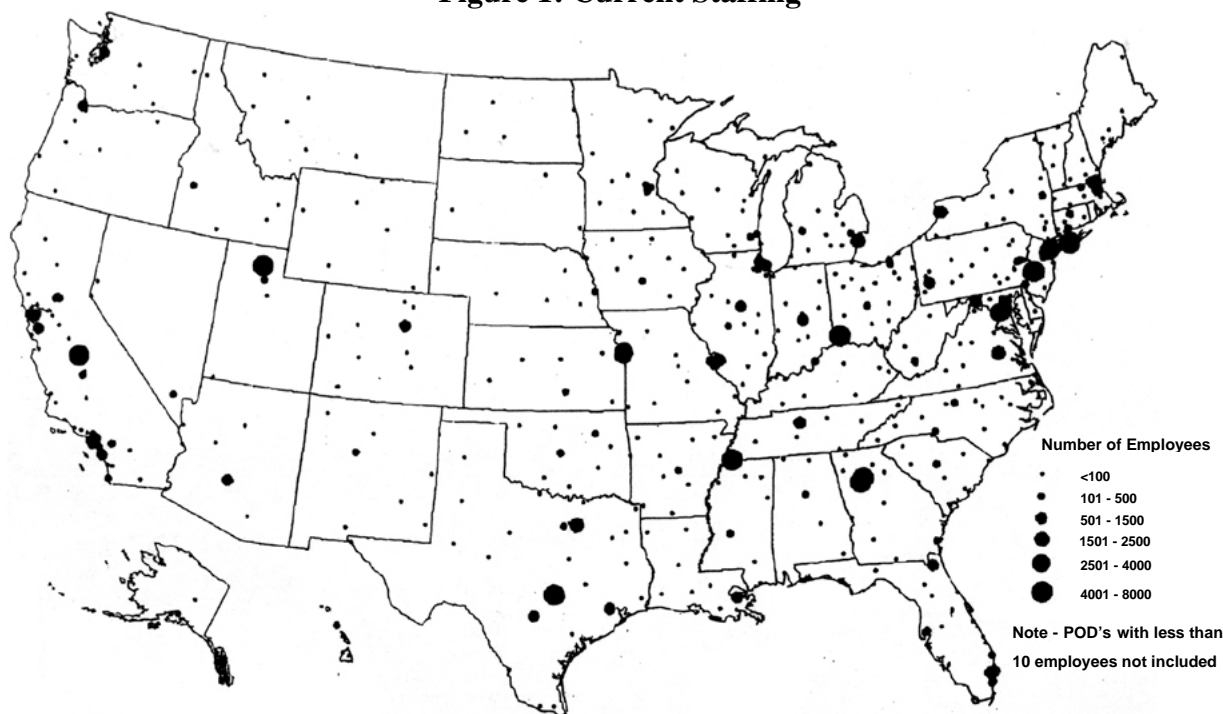 Figure 1: Current Staffing
Number of Employees
<100
101 - 500
501 - 1500
1501 - 2500
2501 - 4000
4001 - 8000
Note - POD's with less than
10 employees not included